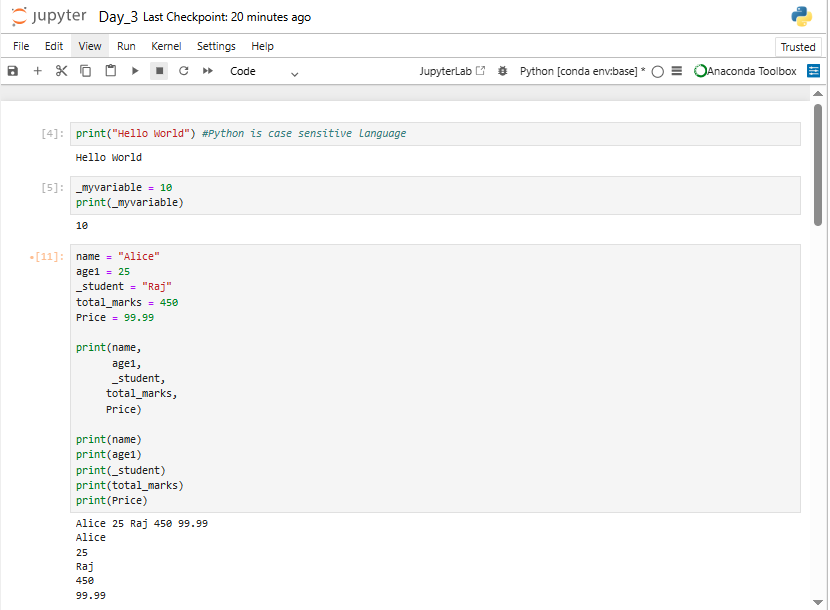 jupyter Day_3 Last Checkpoint: 20 minutes ago
File Edit View Run Kernel Settings Help Trusted
Code JupyterLab Python [conda env:base] * Anaconda Toolbox
[4]: print("Hello World") #Python is case sensitive language
Hello World
[5]: _myvariable = 10
print(_myvariable)
10
[11]: name = "Alice"
age1 = 25
_student = "Raj"
total_marks = 450
Price = 99.99
print(name,
age1,
_student,
total_marks,
Price)
print(name)
print(age1)
print(_student)
print(total_marks)
print(Price)
Alice 25 Raj 450 99.99
Alice
25
Raj
450
99.99